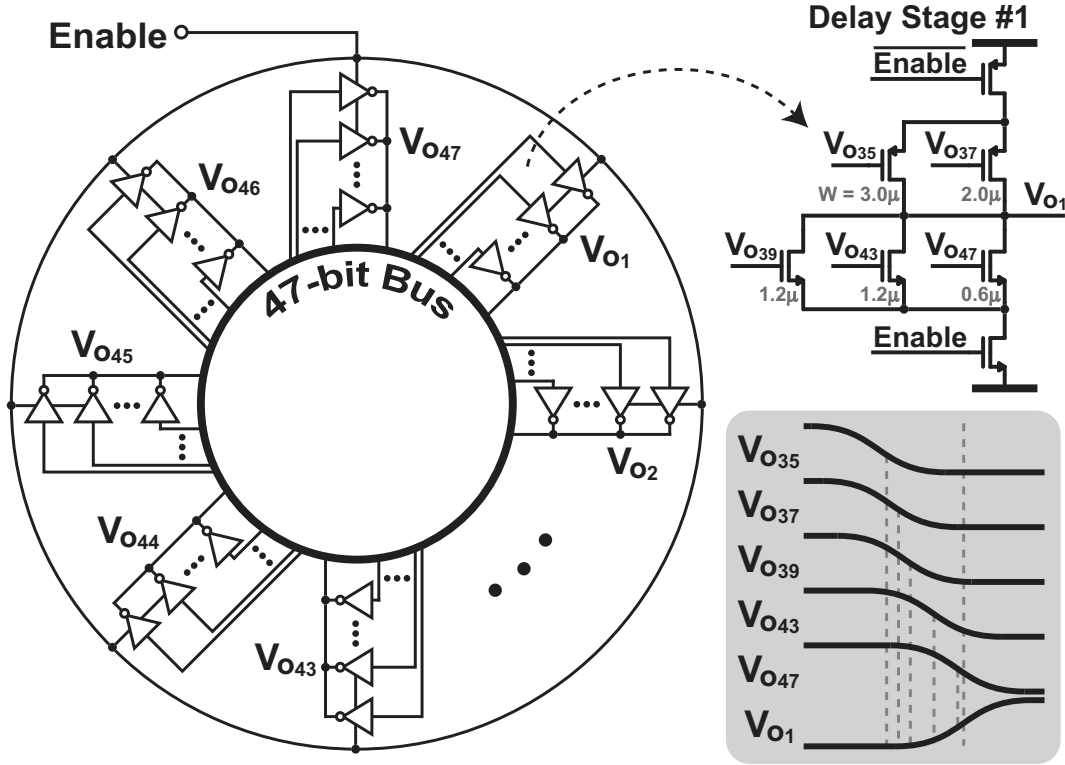 Enable
VO47
VO46
VO1
47-bit Bus
VO45
VO2
VO44
VO43
Delay Stage #1
Enable
VO35
VO37
W = 3.0µ
2.0µ
VO1
VO39
VO43
VO47
1.2µ
1.2µ
0.6µ
Enable
VO35
VO37
VO39
VO43
VO47
VO1